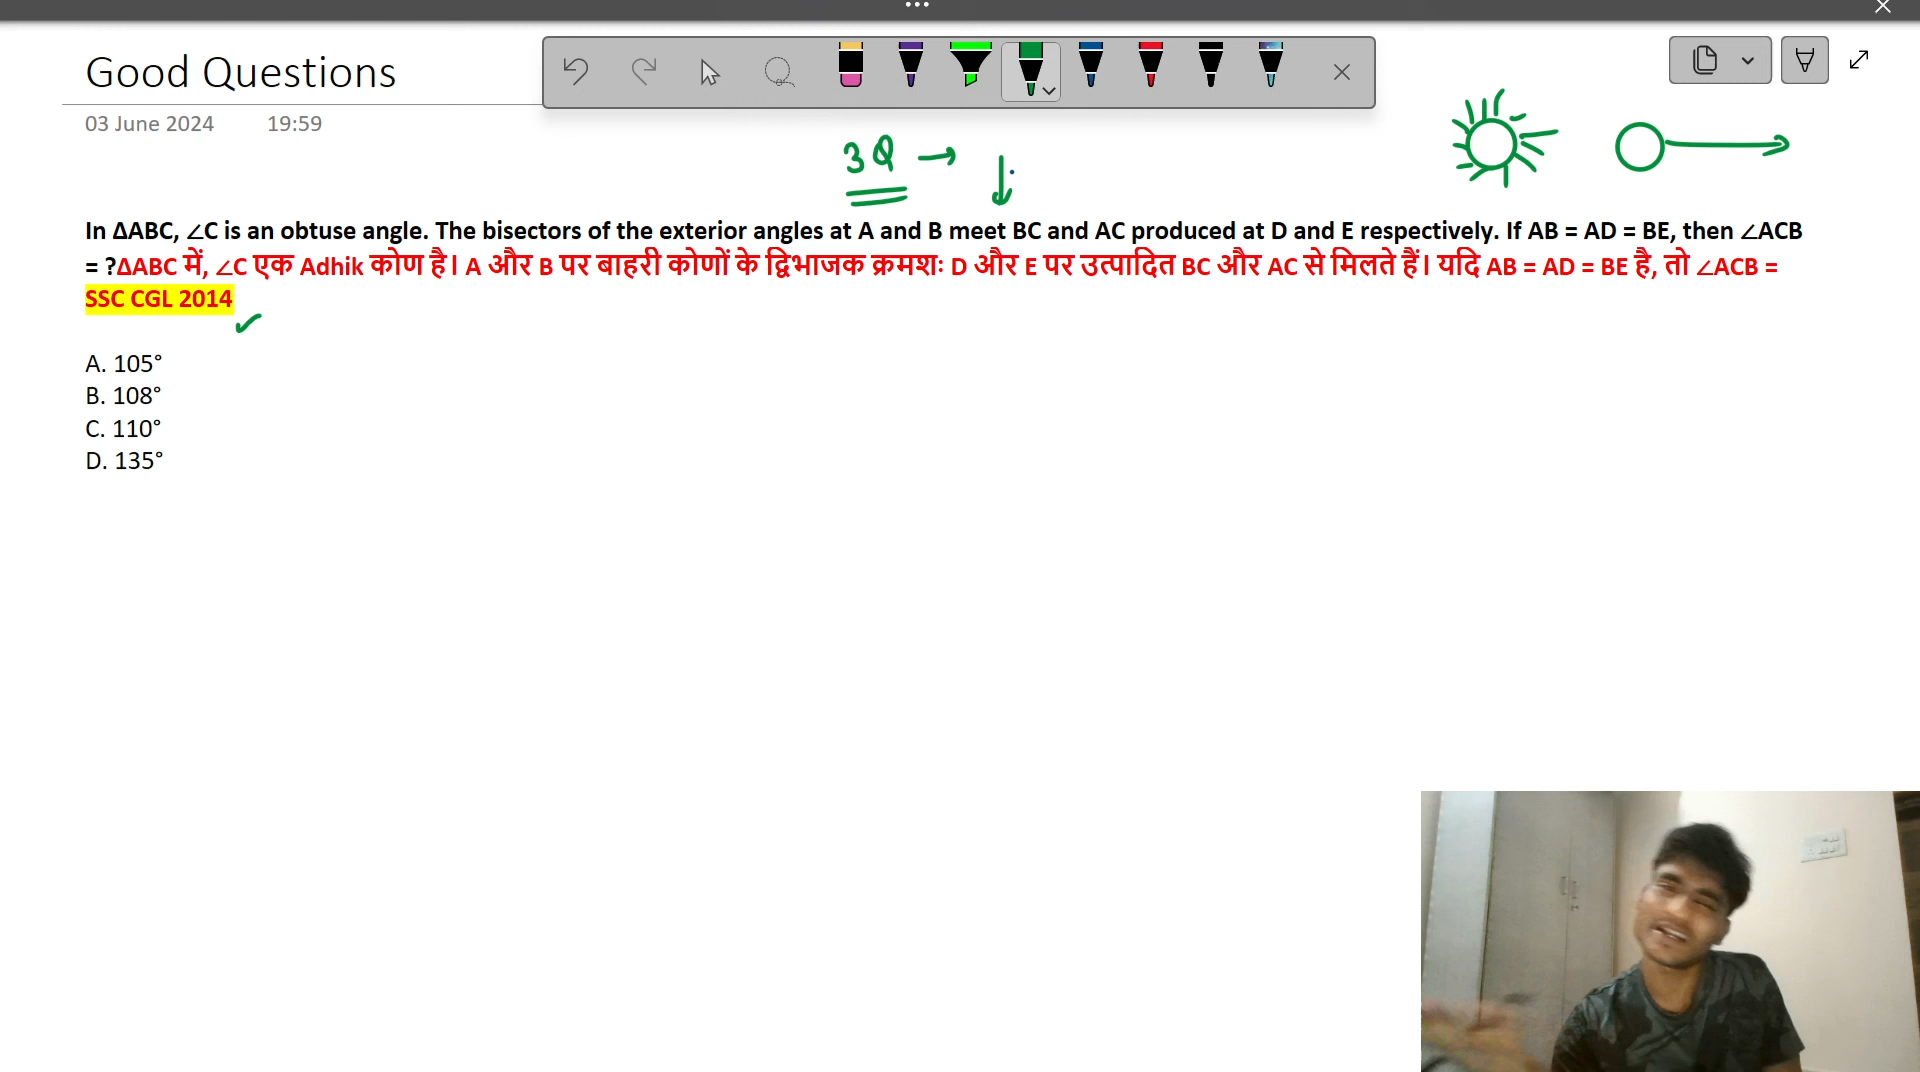 Good Questions
03 June 2024 19:59
3Q →
In ΔABC, ∠C is an obtuse angle. The bisectors of the exterior angles at A and B meet BC and AC produced at D and E respectively. If AB = AD = BE, then ∠ACB
= ?ΔABC में, ∠C एक Adhik कोण है। A और B पर बाहरी कोणों के द्विभाजक क्रमशः D और E पर उत्पादित BC और AC से मिलते हैं। यदि AB = AD = BE है, तो ∠ACB =
SSC CGL 2014
A. 105°
B. 108°
C. 110°
D. 135°